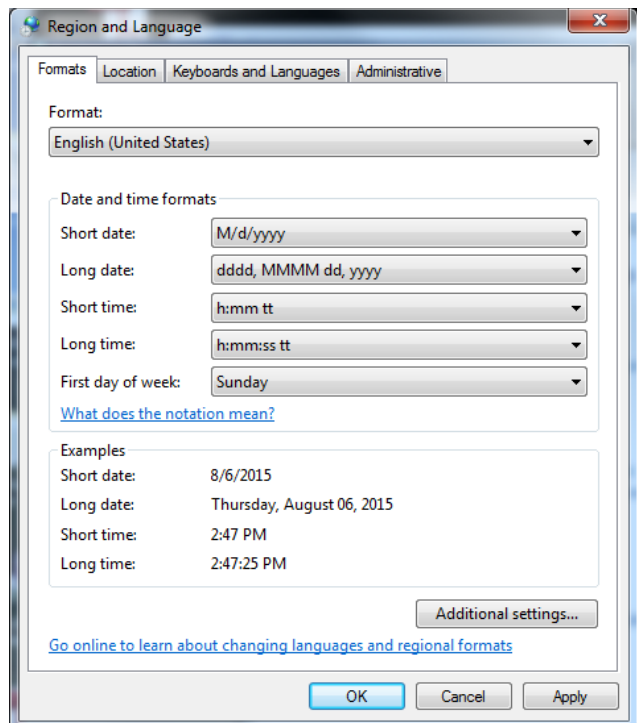 Region and Language
Formats Location Keyboards and Languages Administrative
Format:
English (United States)
Date and time formats
Short date: M/d/yyyy
Long date: dddd, MMMM dd, yyyy
Short time: h:mm tt
Long time: h:mm:ss tt
First day of week: Sunday
What does the notation mean?
Examples
Short date: 8/6/2015
Long date: Thursday, August 06, 2015
Short time: 2:47 PM
Long time: 2:47:25 PM
Additional settings...
Go online to learn about changing languages and regional formats
OK Cancel Apply